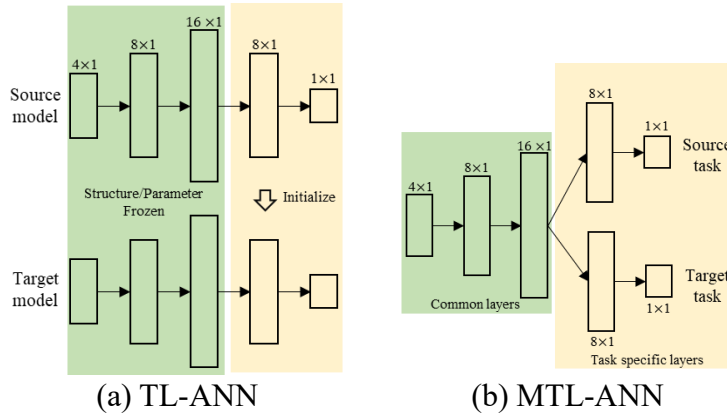 16 ×1
8×1
8×1
4×1
1×1
Source
model
Structure/Parameter
Frozen
Initialize
Target
model
(a) TL-ANN
8×1
1×1
16 ×1
Source
task
8×1
4×1
Common layers
Target
task
1×1
8×1
Task specific layers
(b) MTL-ANN